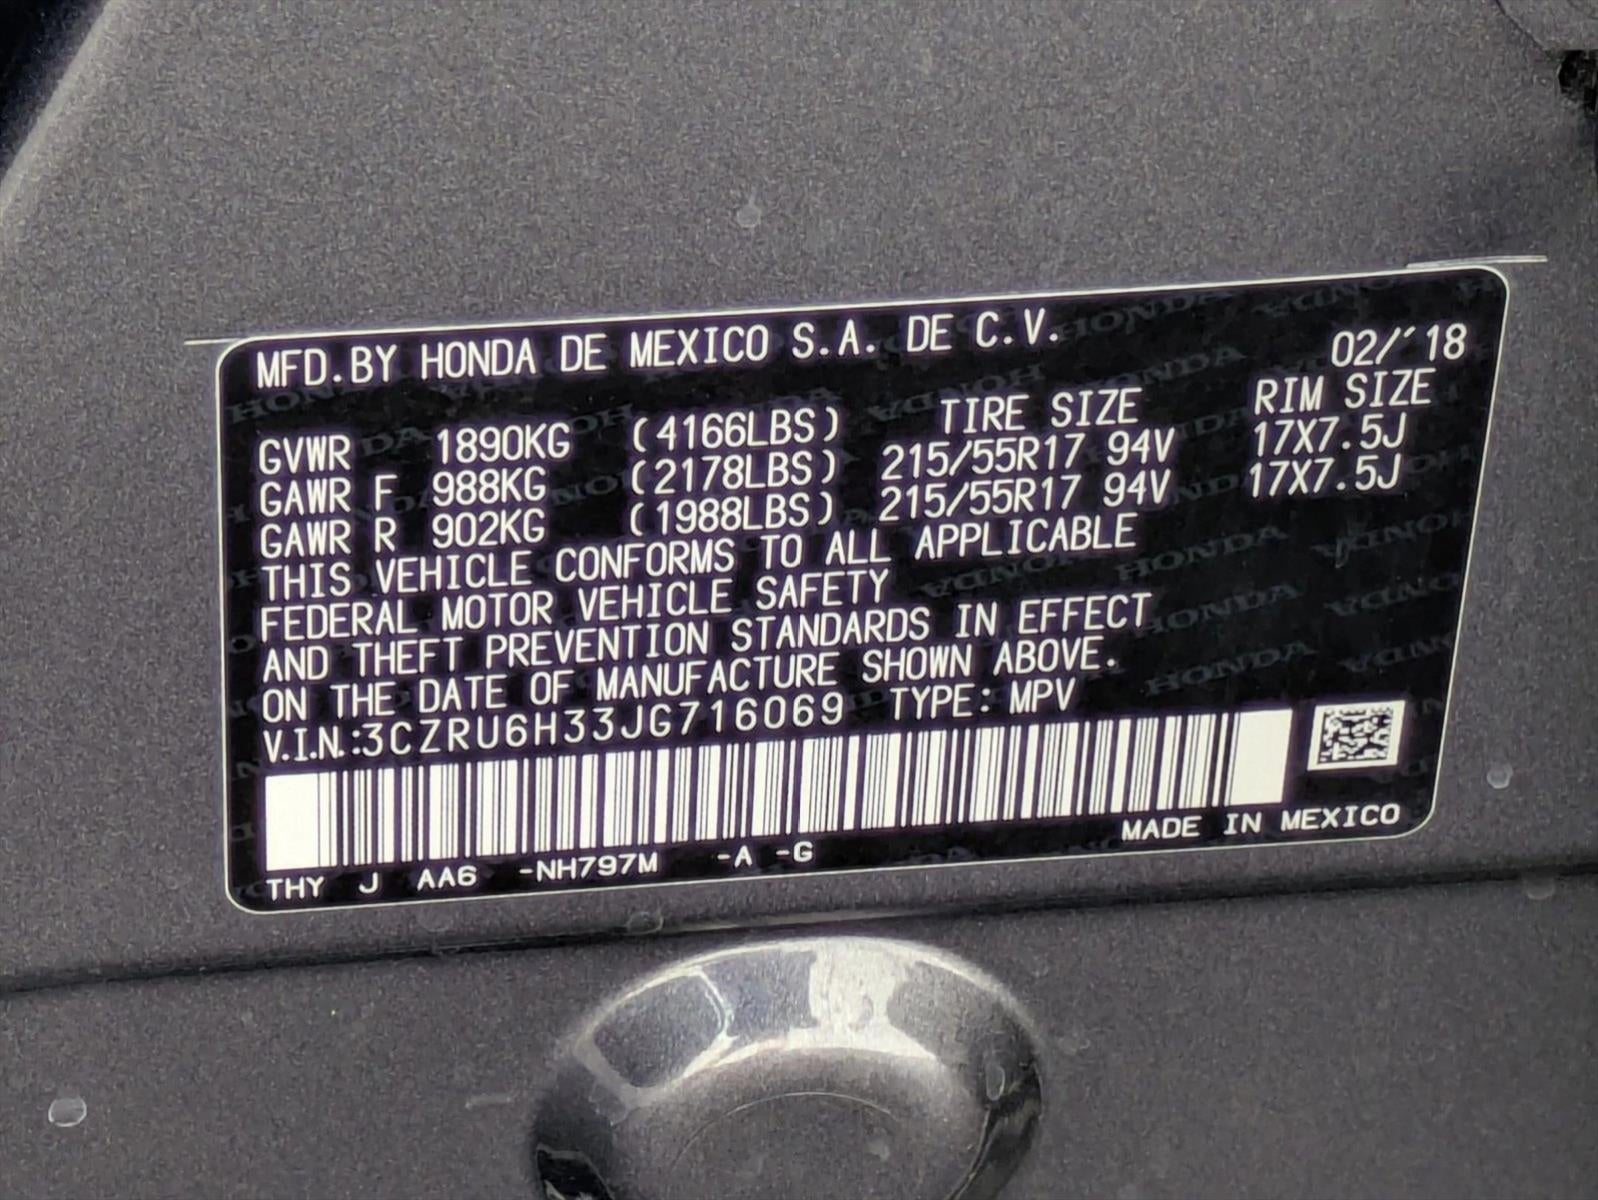 MFD.BY HONDA DE MEXICO S.A. DE C.V. 02/'18
TIRE SIZE RIM SIZE
GVWR 1890KG (4166LBS) 215/55R17 94V 17X7.5J
GAWR F 988KG (2178LBS) 215/55R17 94V 17X7.5J
GAWR R 902KG (1988LBS)
THIS VEHICLE CONFORMS TO ALL APPLICABLE
FEDERAL MOTOR VEHICLE SAFETY
AND THEFT PREVENTION STANDARDS IN EFFECT
ON THE DATE OF MANUFACTURE SHOWN ABOVE.
V.I.N.:3CZRU6H33JG716069 TYPE: MPV
MADE IN MEXICO
THY J AA6 -NH797M -A -G